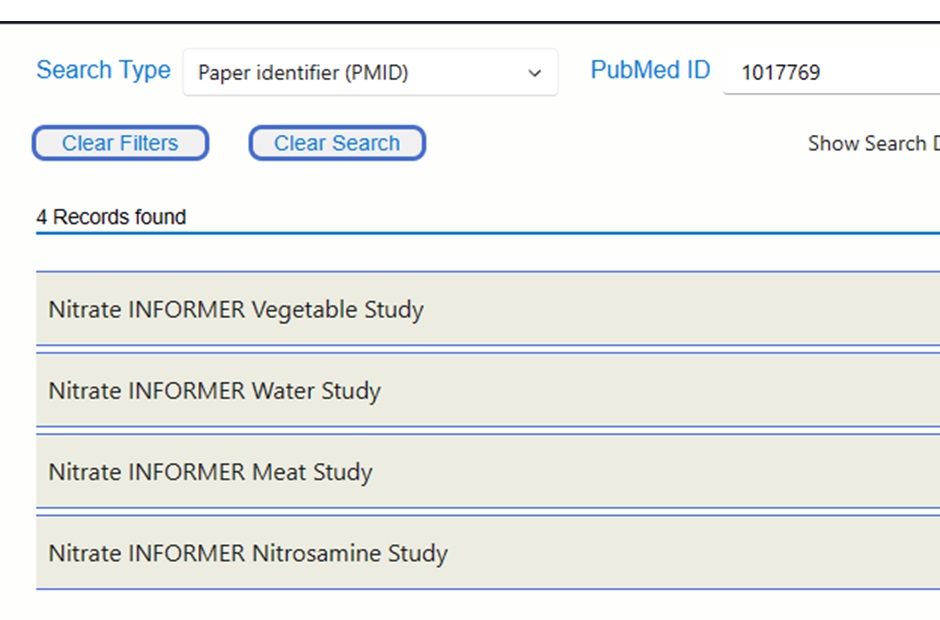 Search Type Paper identifier (PMID) PubMed ID 1017769
Clear Filters Clear Search Show Search
4 Records found
Nitrate INFORMER Vegetable Study
Nitrate INFORMER Water Study
Nitrate INFORMER Meat Study
Nitrate INFORMER Nitrosamine Study